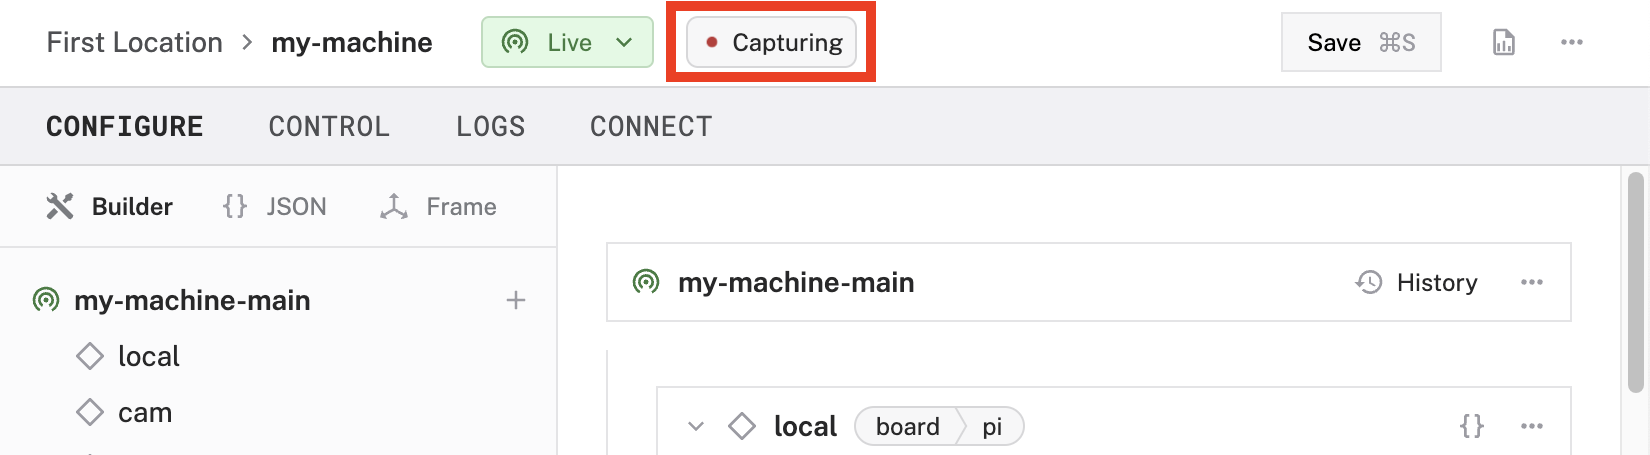 First Location > my-machine Live Capturing Save ⌘S
CONFIGURE CONTROL LOGS CONNECT
Builder {} JSON Frame
my-machine-main History
my-machine-main
local
cam
local board pi {}